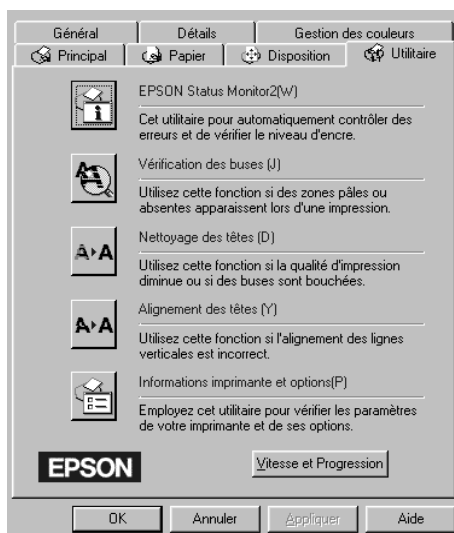 Général Détails Gestion des couleurs
Principal Papier Disposition Utilitaire
EPSON Status Monitor2(W)
Cet utilitaire pour automatiquement contrôler des
erreurs et de vérifier le niveau d'encre.
Vérification des buses (J)
Utilisez cette fonction si des zones pâles ou
absentes apparaissent lors d'une impression.
Nettoyage des têtes (D)
Utilisez cette fonction si la qualité d'impression
diminue ou si des buses sont bouchées.
Alignement des têtes (Y)
Utilisez cette fonction si l'alignement des lignes
verticales est incorrect.
Informations imprimante et options(P)
Employez cet utilitaire pour vérifier les paramètres
de votre imprimante et de ses options.
EPSON Vitesse et Progression
OK Annuler Appliquer Aide